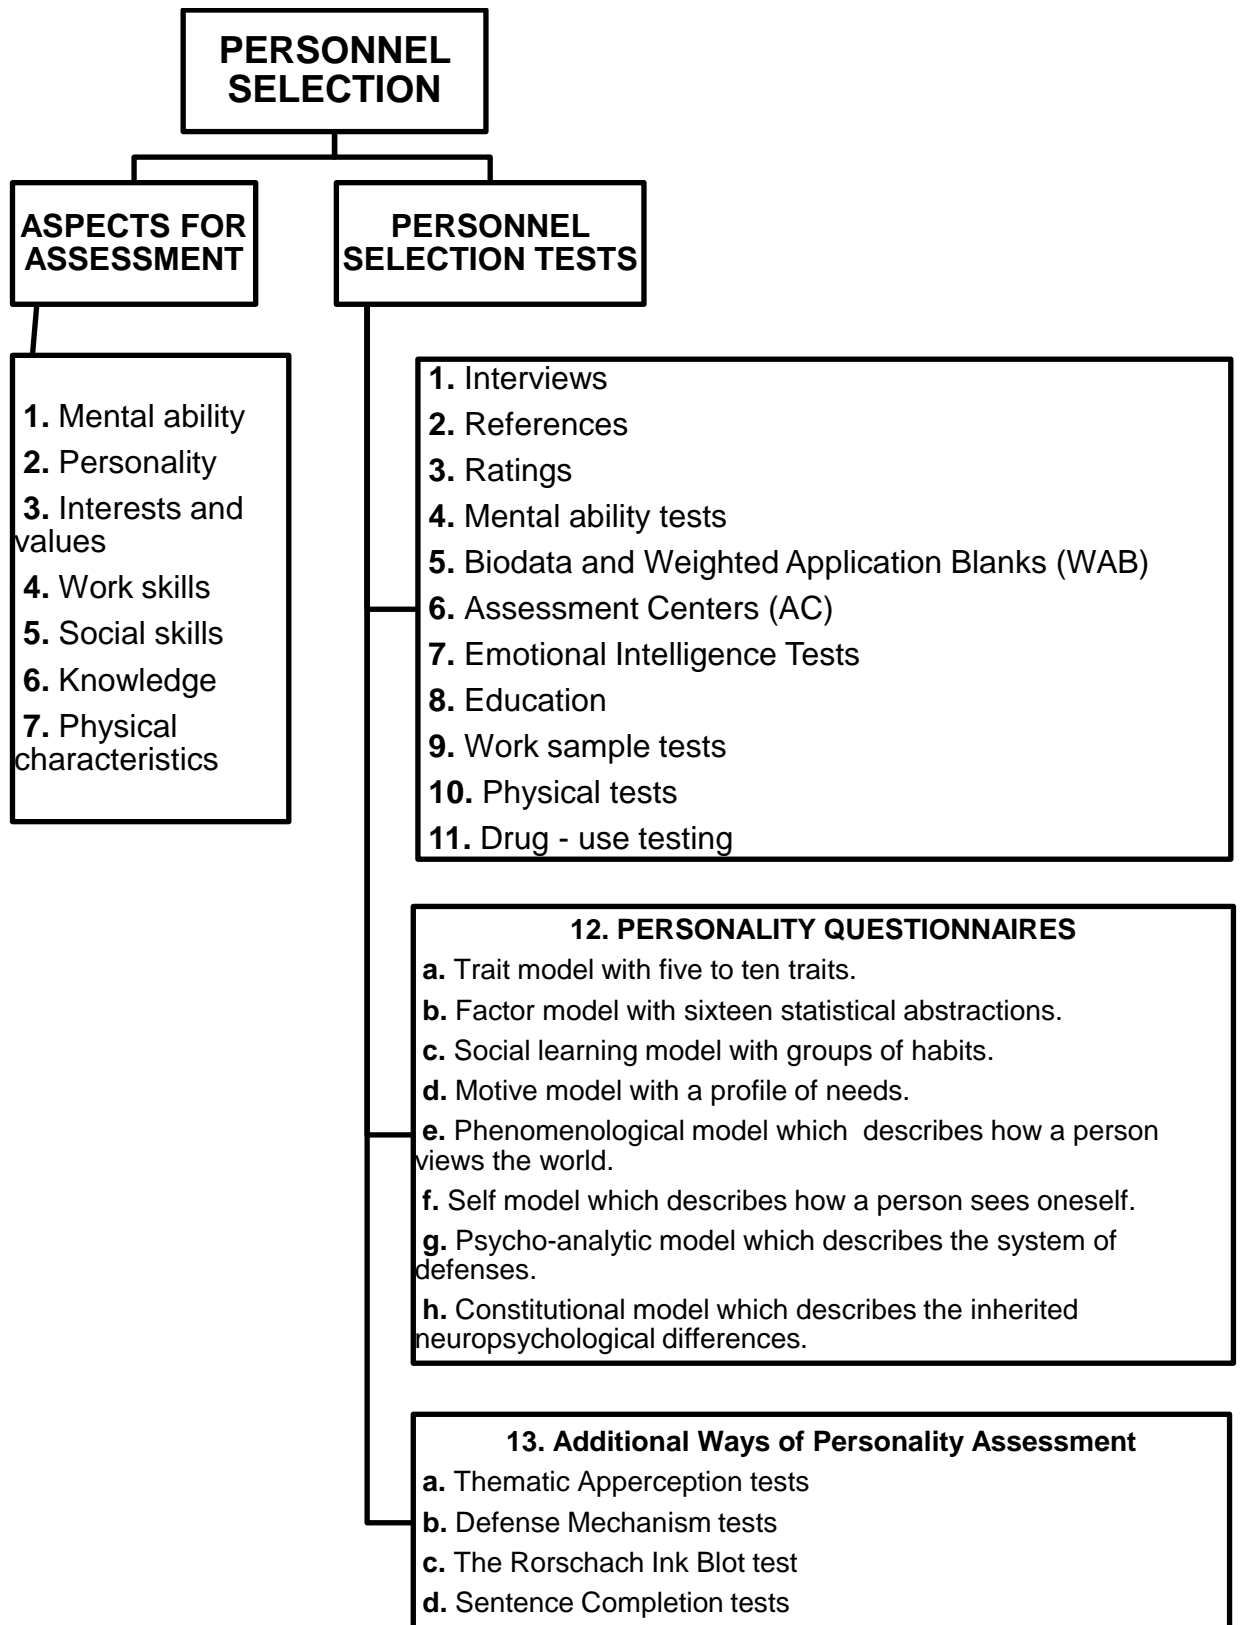 PERSONNEL
SELECTION
ASPECTS FOR
ASSESSMENT
PERSONNEL
SELECTION TESTS
1. Mental ability
2. Personality
3. Interests and
values
4. Work skills
5. Social skills
6. Knowledge
7. Physical
characteristics
1. Interviews
2. References
3. Ratings
4. Mental ability tests
5. Biodata and Weighted Application Blanks (WAB)
6. Assessment Centers (AC)
7. Emotional Intelligence Tests
8. Education
9. Work sample tests
10. Physical tests
11. Drug - use testing
12. PERSONALITY QUESTIONNAIRES
a. Trait model with five to ten traits.
b. Factor model with sixteen statistical abstractions.
c. Social learning model with groups of habits.
d. Motive model with a profile of needs.
e. Phenomenological model which describes how a person
views the world.
f. Self model which describes how a person sees oneself.
g. Psycho-analytic model which describes the system of
defenses.
h. Constitutional model which describes the inherited
neuropsychological differences.
13. Additional Ways of Personality Assessment
a. Thematic Apperception tests
b. Defense Mechanism tests
c. The Rorschach Ink Blot test
d. Sentence Completion tests